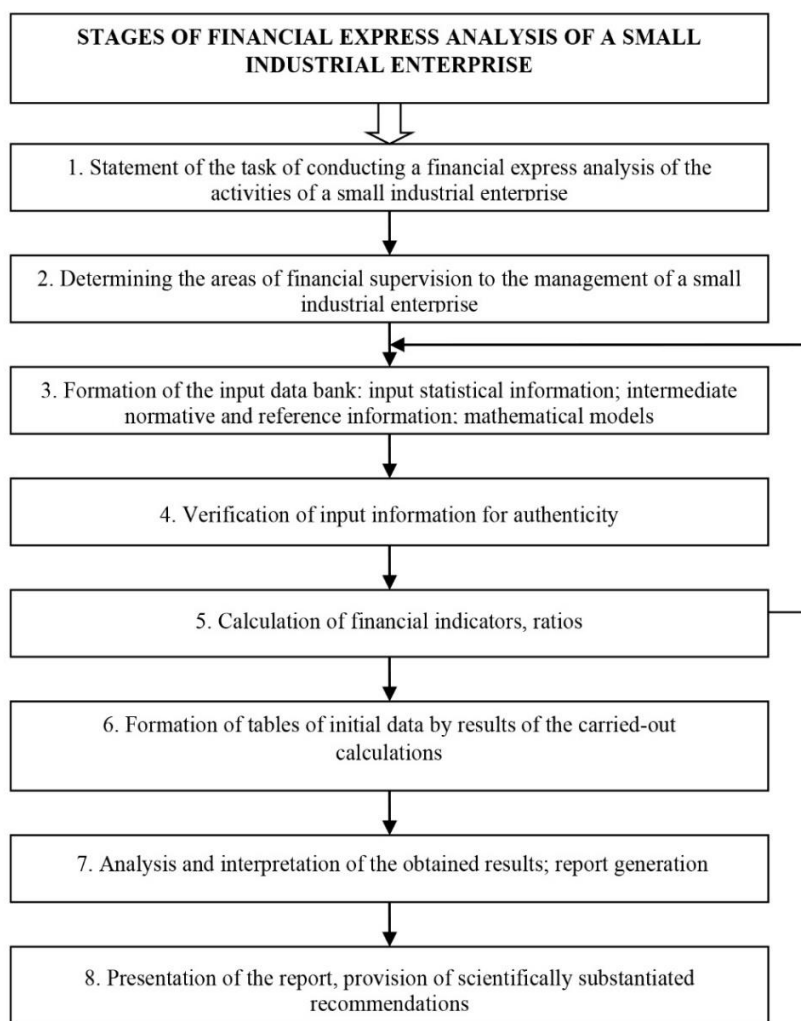 STAGES OF FINANCIAL EXPRESS ANALYSIS OF A SMALL
INDUSTRIAL ENTERPRISE
1. Statement of the task of conducting a financial express analysis of the
activities of a small industrial enterprise
2. Determining the areas of financial supervision to the management of a small
industrial enterprise
3. Formation of the input data bank: input statistical information; intermediate
normative and reference information; mathematical models
4. Verification of input information for authenticity
5. Calculation of financial indicators, ratios
6. Formation of tables of initial data by results of the carried-out
calculations
7. Analysis and interpretation of the obtained results; report generation
8. Presentation of the report, provision of scientifically substantiated
recommendations